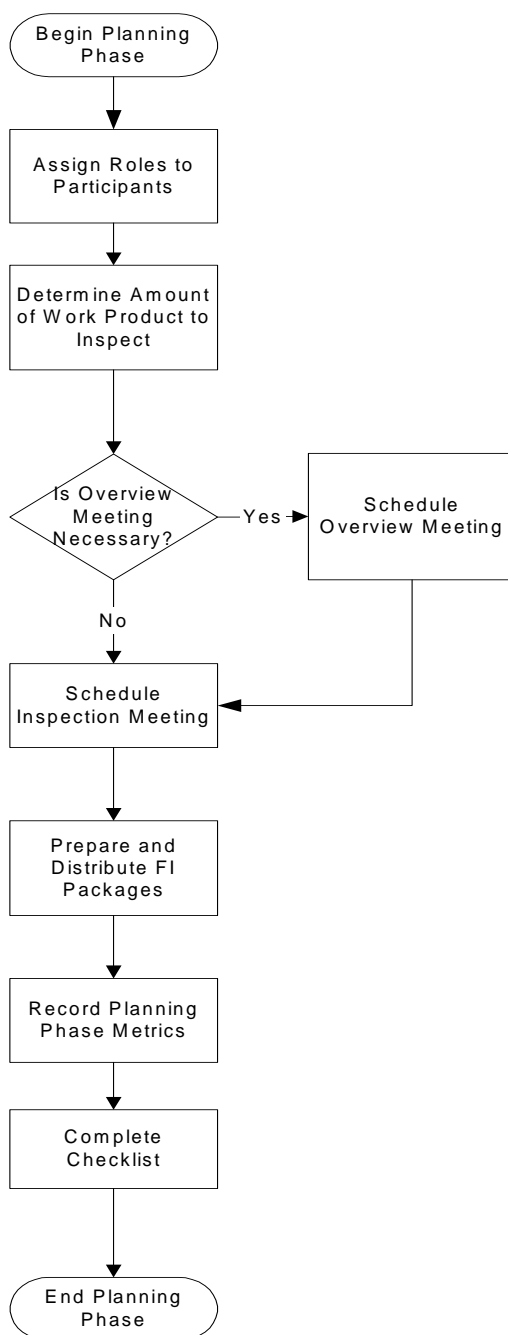 Begin Planning
Phase
Assign Roles to
Participants
Determine Amount
of Work Product to
Inspect
Is Overview
Meeting
Necessary?
Yes
Schedule
Overview Meeting
No
Schedule
Inspection Meeting
Prepare and
Distribute FI
Packages
Record Planning
Phase Metrics
Complete
Checklist
End Planning
Phase